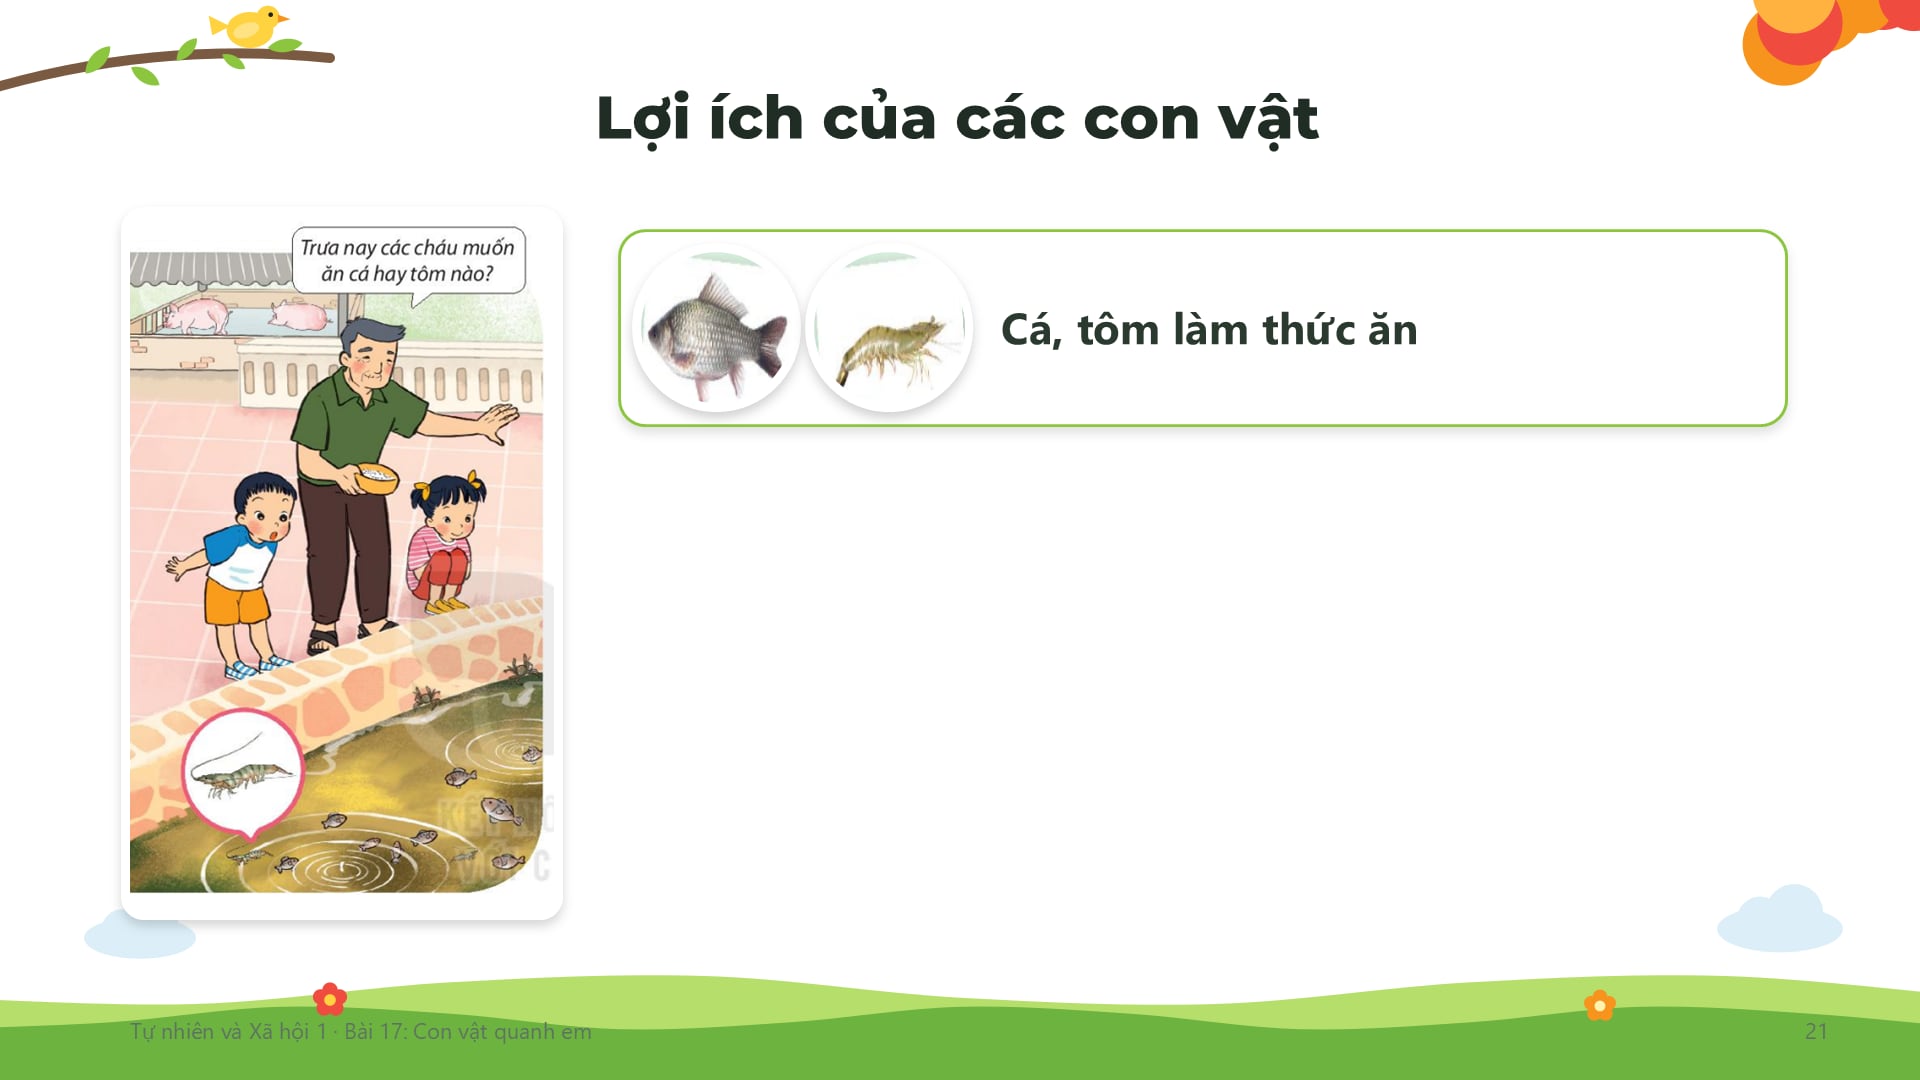 Lợi ích của các con vật
Trưa nay các cháu muốn
ăn cá hay tôm nào?
Cá, tôm làm thức ăn
Tự nhiên và Xã hội 1 · Bài 17: Con vật quanh em
21